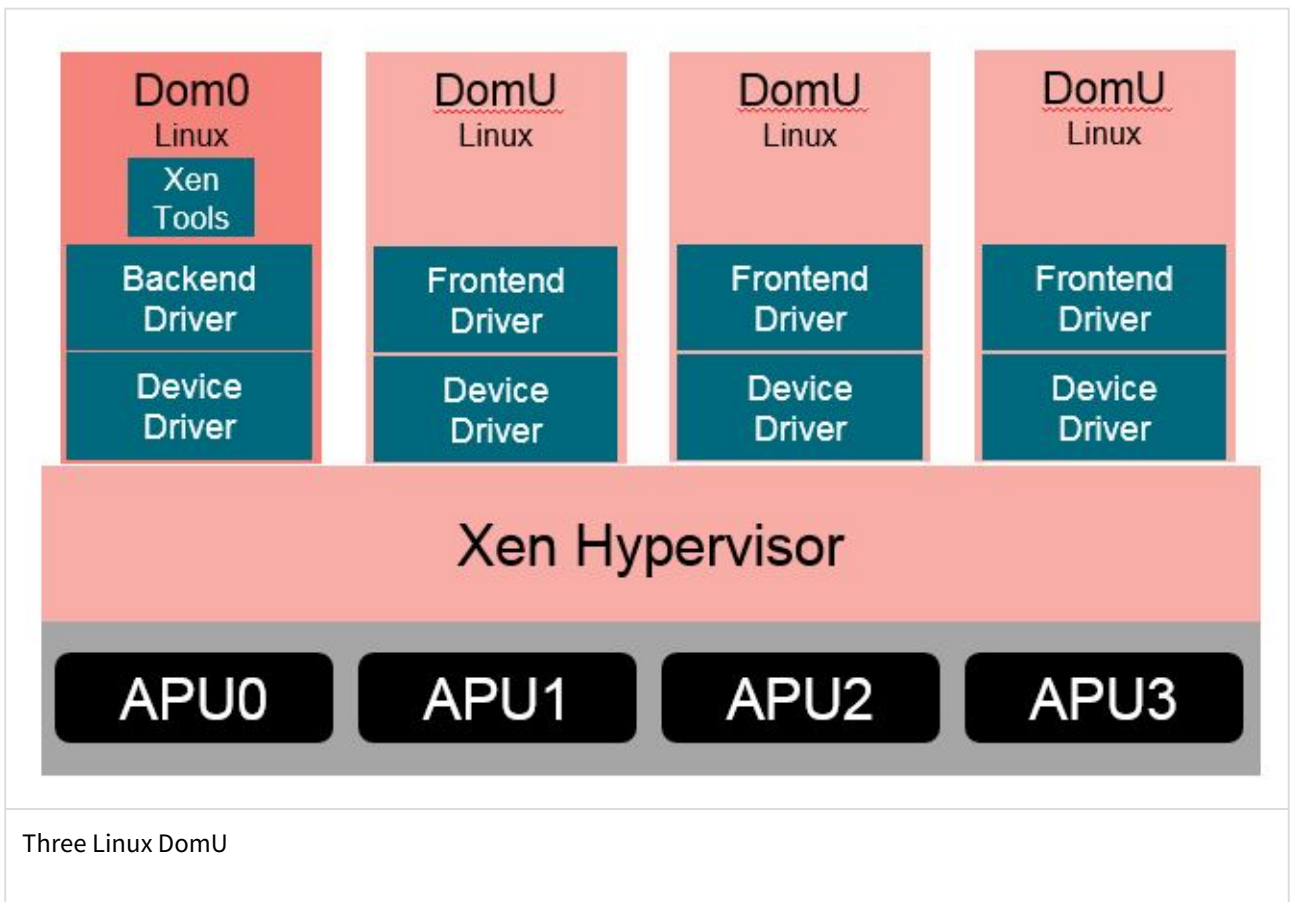 Dom0
Linux
Xen
Tools
Backend
Driver
Device
Driver
DomU
Linux
Frontend
Driver
Device
Driver
DomU
Linux
Frontend
Driver
Device
Driver
DomU
Linux
Frontend
Driver
Device
Driver
Xen Hypervisor
APU0
APU1
APU2
APU3
Three Linux DomU